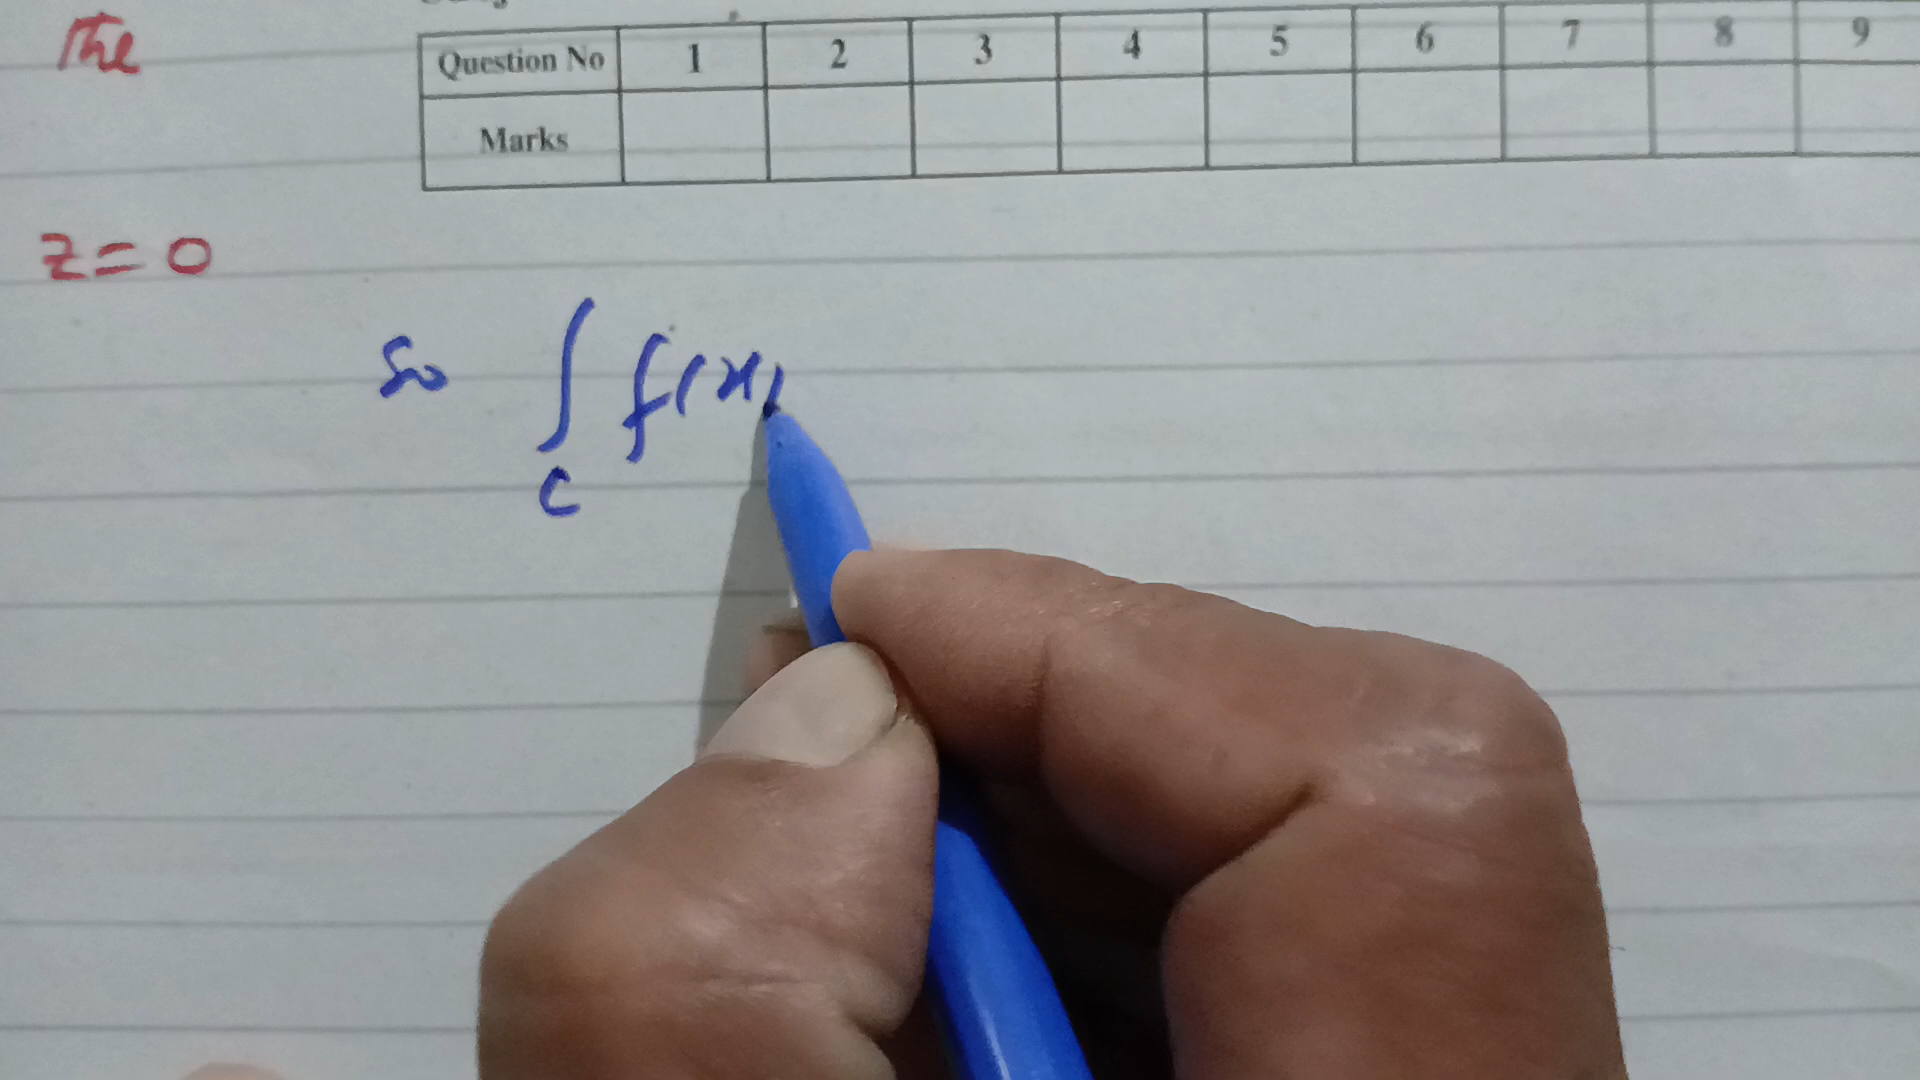 The
Question No 1 2 3 4 5 6 7 8 9
Marks
z = 0
So ∫ f(x)
C